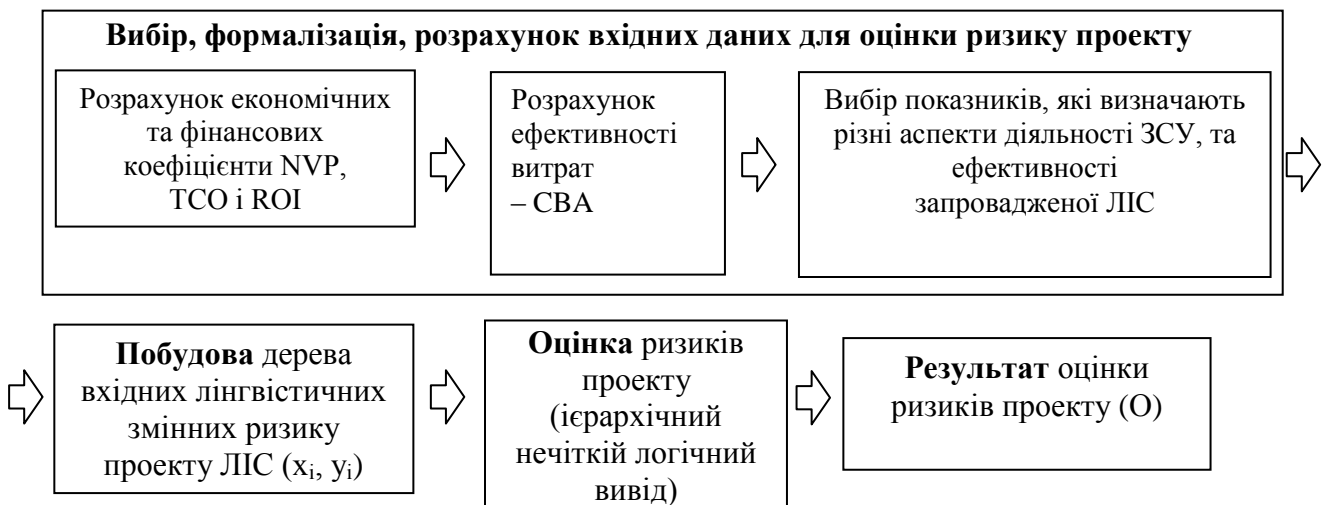 Вибір, формалізація, розрахунок вхідних даних для оцінки ризику проекту
Розрахунок економічних
та фінансових
коефіцієнти NVP,
TCO і ROI
Розрахунок
ефективності
витрат
– CBA
Вибір показників, які визначають
різні аспекти діяльності ЗСУ, та
ефективності
запровадженої ЛІС
Побудова дерева
вхідних лінгвістичних
змінних ризику
проекту ЛІС (xi, yi)
Оцінка ризиків
проекту
(ієрархічний
нечіткій логічний
вивід)
Результат оцінки
ризиків проекту (О)